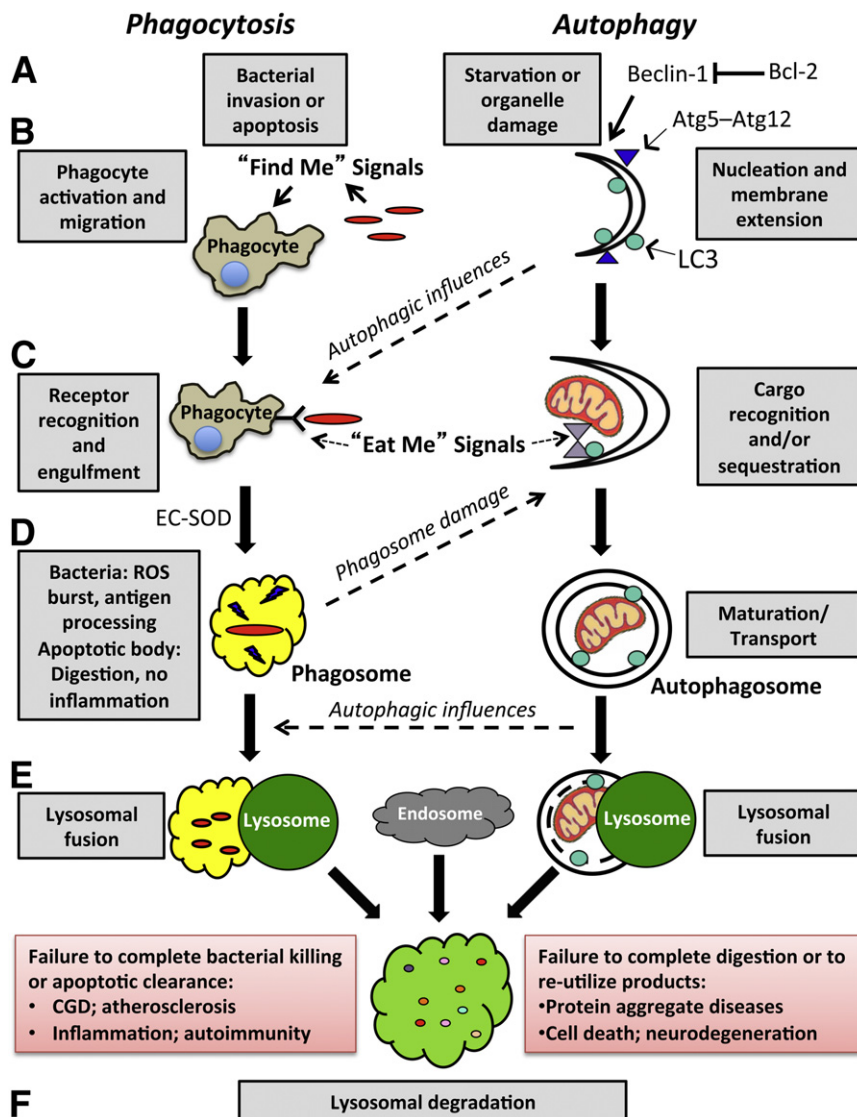 Phagocytosis
Autophagy
A
Bacterial
invasion or
apoptosis
Starvation or
organelle
damage
Beclin-1
Bcl-2
Atg5–Atg12
B
Phagocyte
activation and
migration
“Find Me” Signals
Phagocyte
Nucleation and
membrane
extension
LC3
Autophagic influences
C
Receptor
recognition
and
engulfment
Phagocyte
“Eat Me” Signals
Cargo
recognition
and/or
sequestration
EC-SOD
Phagosome damage
D
Bacteria: ROS
burst, antigen
processing
Apoptotic body:
Digestion, no
inflammation
Phagosome
Maturation/
Transport
Autophagosome
Autophagic influences
E
Lysosomal
fusion
Lysosome
Endosome
Lysosome
Lysosomal
fusion
Failure to complete bacterial killing
or apoptotic clearance:
• CGD; atherosclerosis
• Inflammation; autoimmunity
Failure to complete digestion or to
re-utilize products:
•Protein aggregate diseases
•Cell death; neurodegeneration
F
Lysosomal degradation